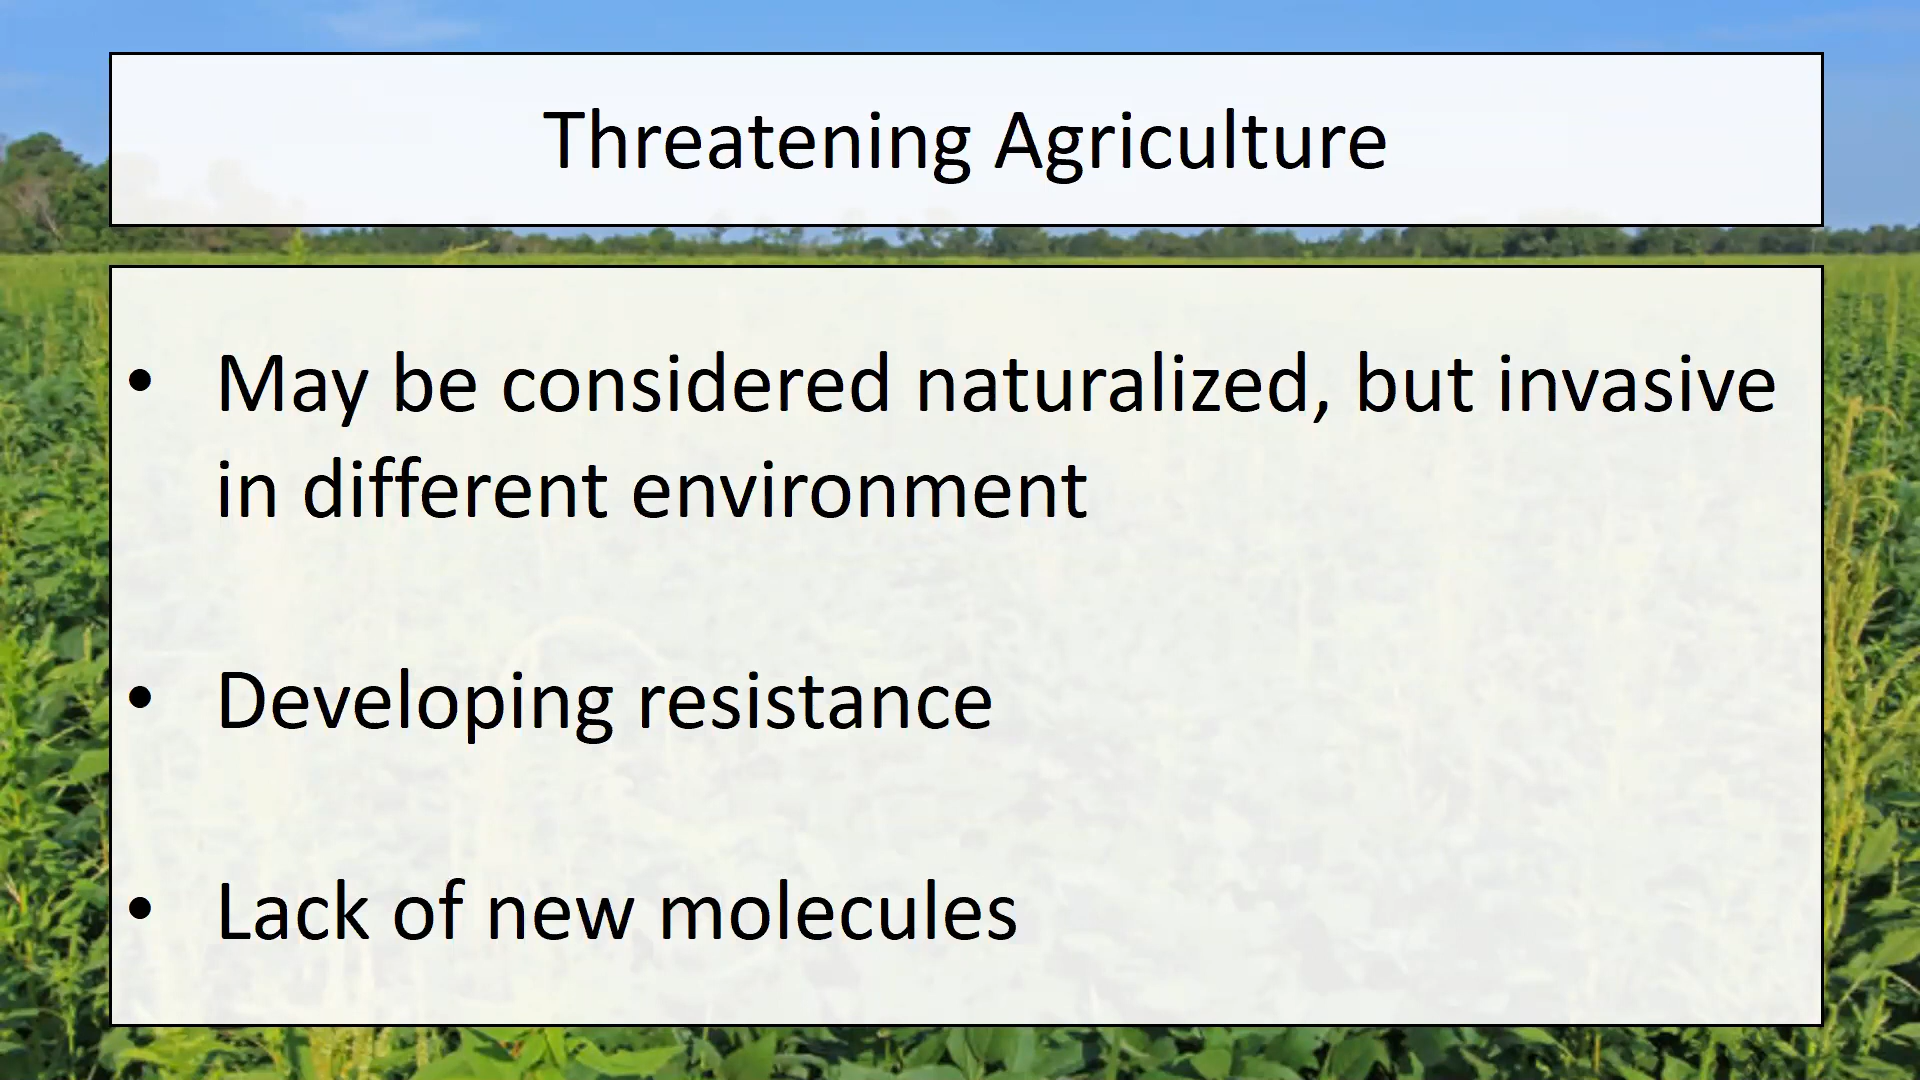 Threatening Agriculture
• May be considered naturalized, but invasive
in different environment
• Developing resistance
• Lack of new molecules